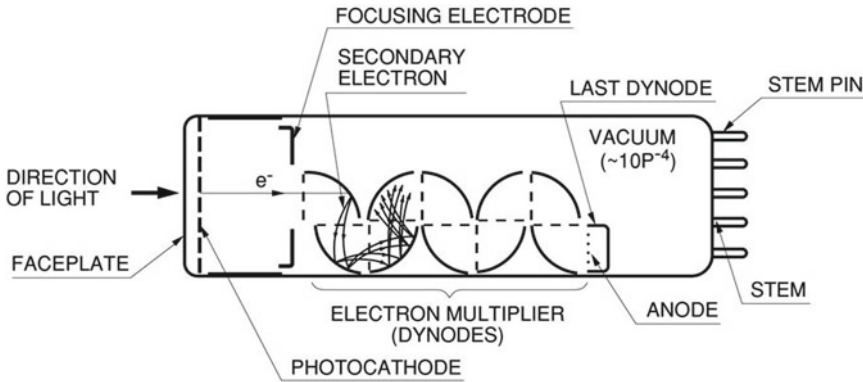 FOCUSING ELECTRODE
SECONDARY
ELECTRON
LAST DYNODE
STEM PIN
VACUUM
(~10P⁻⁴)
DIRECTION
OF LIGHT
e⁻
FACEPLATE
ELECTRON MULTIPLIER
(DYNODES)
ANODE
STEM
PHOTOCATHODE